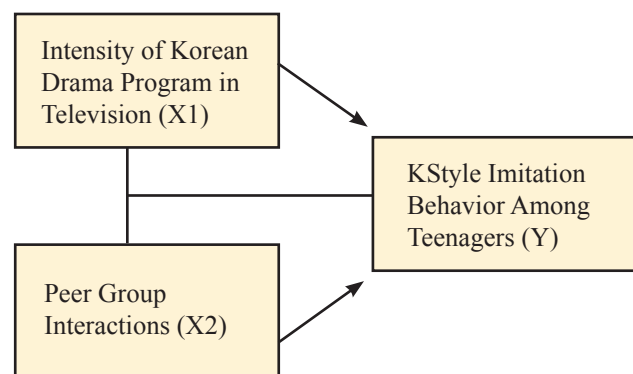 Intensity of Korean
Drama Program in
Television (X1)
KStyle Imitation
Behavior Among
Teenagers (Y)
Peer Group
Interactions (X2)